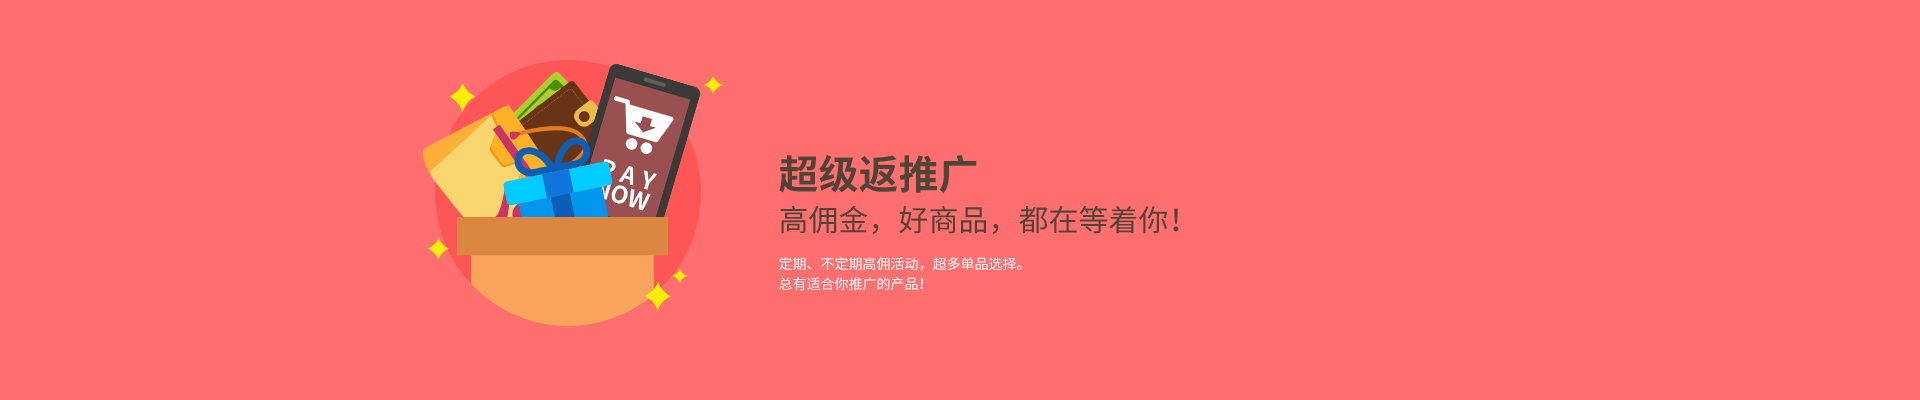 PAY
NOW
超级返推广
高佣金，好商品，都在等着你！
定期、不定期高佣活动，超多单品选择。
总有适合你推广的产品！